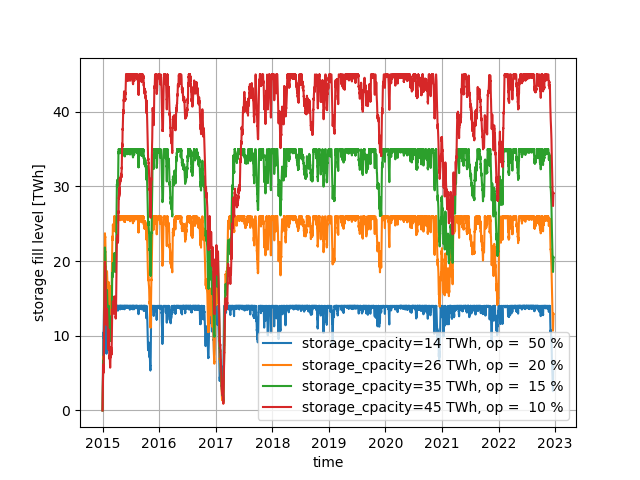 storage fill level [TWh]
40
30
20
10
0
storage_cpacity=14 TWh, op =  50 %
storage_cpacity=26 TWh, op =  20 %
storage_cpacity=35 TWh, op =  15 %
storage_cpacity=45 TWh, op =  10 %
2015 2016 2017 2018 2019 2020 2021 2022 2023
time